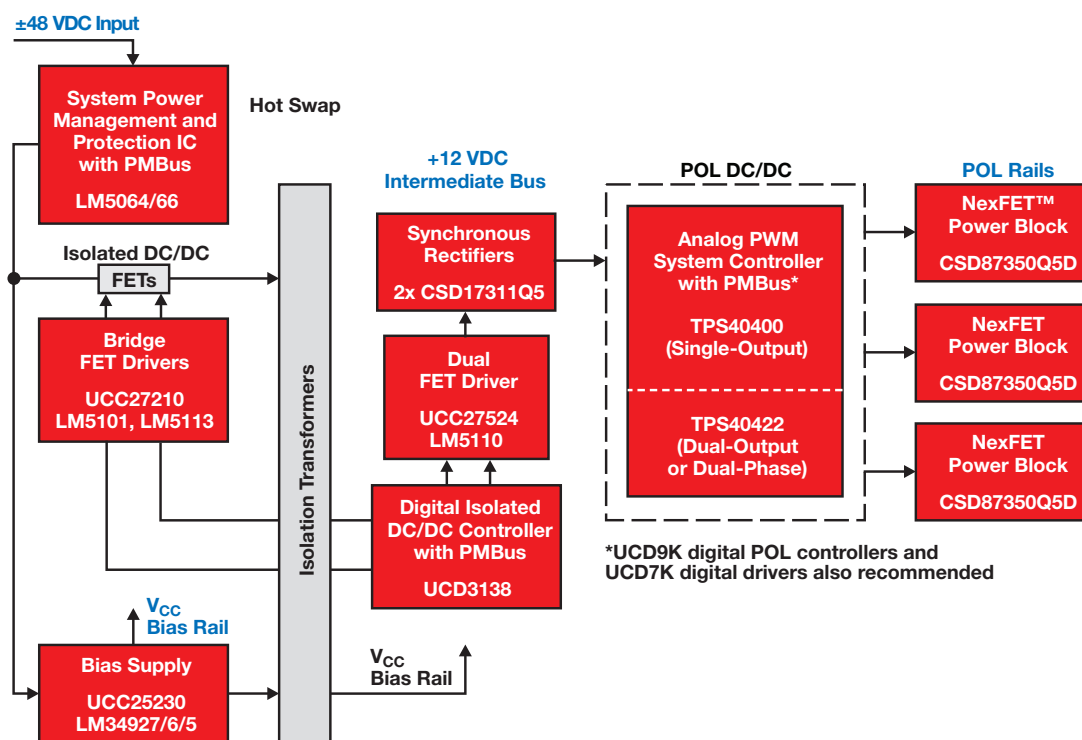 ±48 VDC Input
System Power
Management and
Protection IC
with PMBus
LM5064/66
Hot Swap
Isolated DC/DC
FETs
Bridge
FET Drivers
UCC27210
LM5101, LM5113
VCC
Bias Rail
Bias Supply
UCC25230
LM34927/6/5
Isolation Transformers
+12 VDC
Intermediate Bus
Synchronous
Rectifiers
2x CSD17311Q5
Dual
FET Driver
UCC27524
LM5110
Digital Isolated
DC/DC Controller
with PMBus
UCD3138
VCC
Bias Rail
POL DC/DC
Analog PWM
System Controller
with PMBus*
TPS40400
(Single-Output)
TPS40422
(Dual-Output
or Dual-Phase)
*UCD9K digital POL controllers and
UCD7K digital drivers also recommended
POL Rails
NexFET™
Power Block
CSD87350Q5D
NexFET
Power Block
CSD87350Q5D
NexFET
Power Block
CSD87350Q5D